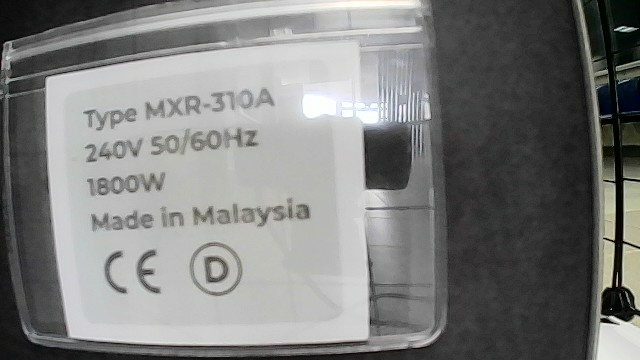 Type MXR-310A
240V 50/60Hz
1800W
Made in Malaysia
CE D